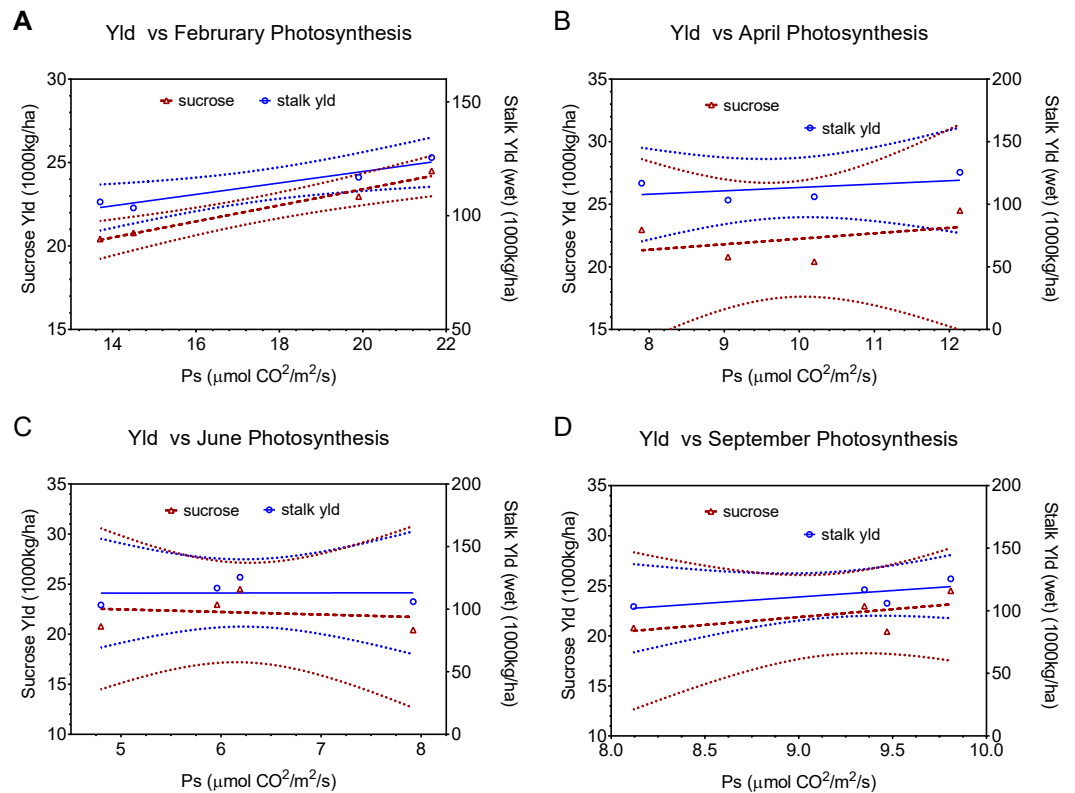 A
Yld vs Februrary Photosynthesis
30
25
20
15
Sucrose Yld (1000kg/ha)
sucrose
stalk yld
150
100
50
Stalk Yld (wet) (1000kg/ha)
14 16 18 20 22
Ps (μmol CO²/m²/s)
B
Yld vs April Photosynthesis
35
30
25
20
15
Sucrose Yld (1000kg/ha)
sucrose
stalk yld
200
150
100
50
0
Stalk Yld (wet) (1000kg/ha)
8 9 10 11 12
Ps (μmol CO²/m²/s)
C
Yld vs June Photosynthesis
35
30
25
20
15
10
Sucrose Yld (1000kg/ha)
sucrose
stalk yld
200
150
100
50
0
Stalk Yld (wet) (1000kg/ha)
5 6 7 8
Ps (μmol CO²/m²/s)
D
Yld vs September Photosynthesis
35
30
25
20
15
10
Sucrose Yld (1000kg/ha)
sucrose
stalk yld
200
150
100
50
0
Stalk Yld (wet) (1000kg/ha)
8.0 8.5 9.0 9.5 10.0
Ps (μmol CO²/m²/s)